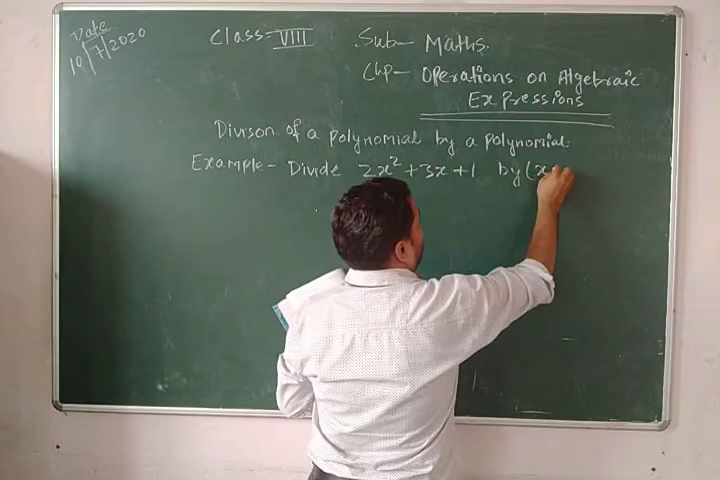 Date
10/7/2020
Class-VIII
Sub- Maths.
Chp- Operations on Algebraic
Expressions
Divison of a polynomial by a polynomial.
Example- Divide 2x²+3x+1 by (x